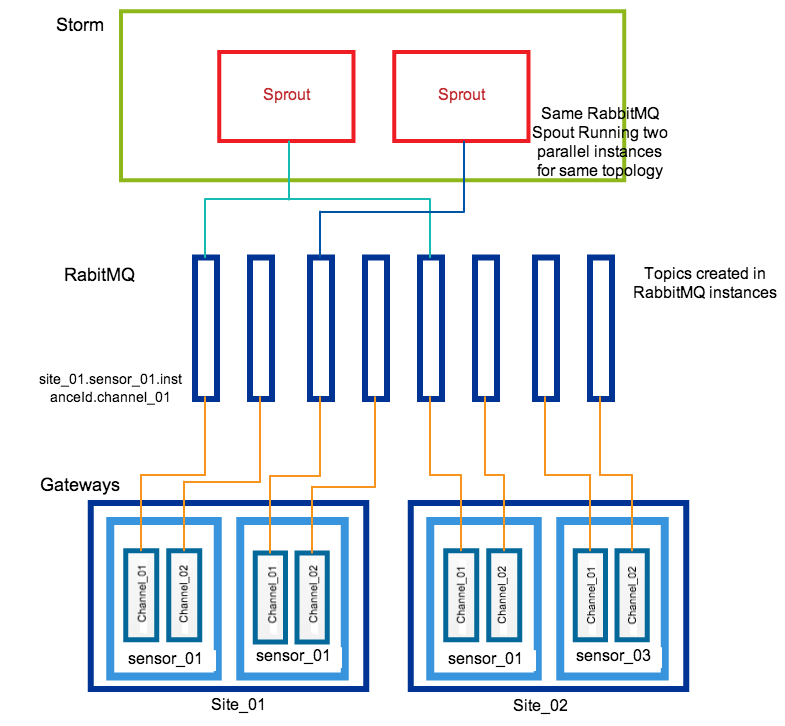 Storm
Sprout
Sprout
Same RabbitMQ
Spout Running two
parallel instances
for same topology
RabitMQ
Topics created in
RabbitMQ instances
site_01.sensor_01.inst
anceId.channel_01
Gateways
Channel_01
Channel_02
Channel_01
Channel_02
Channel_01
Channel_02
Channel_01
Channel_02
sensor_01
sensor_01
sensor_01
sensor_03
Site_01
Site_02